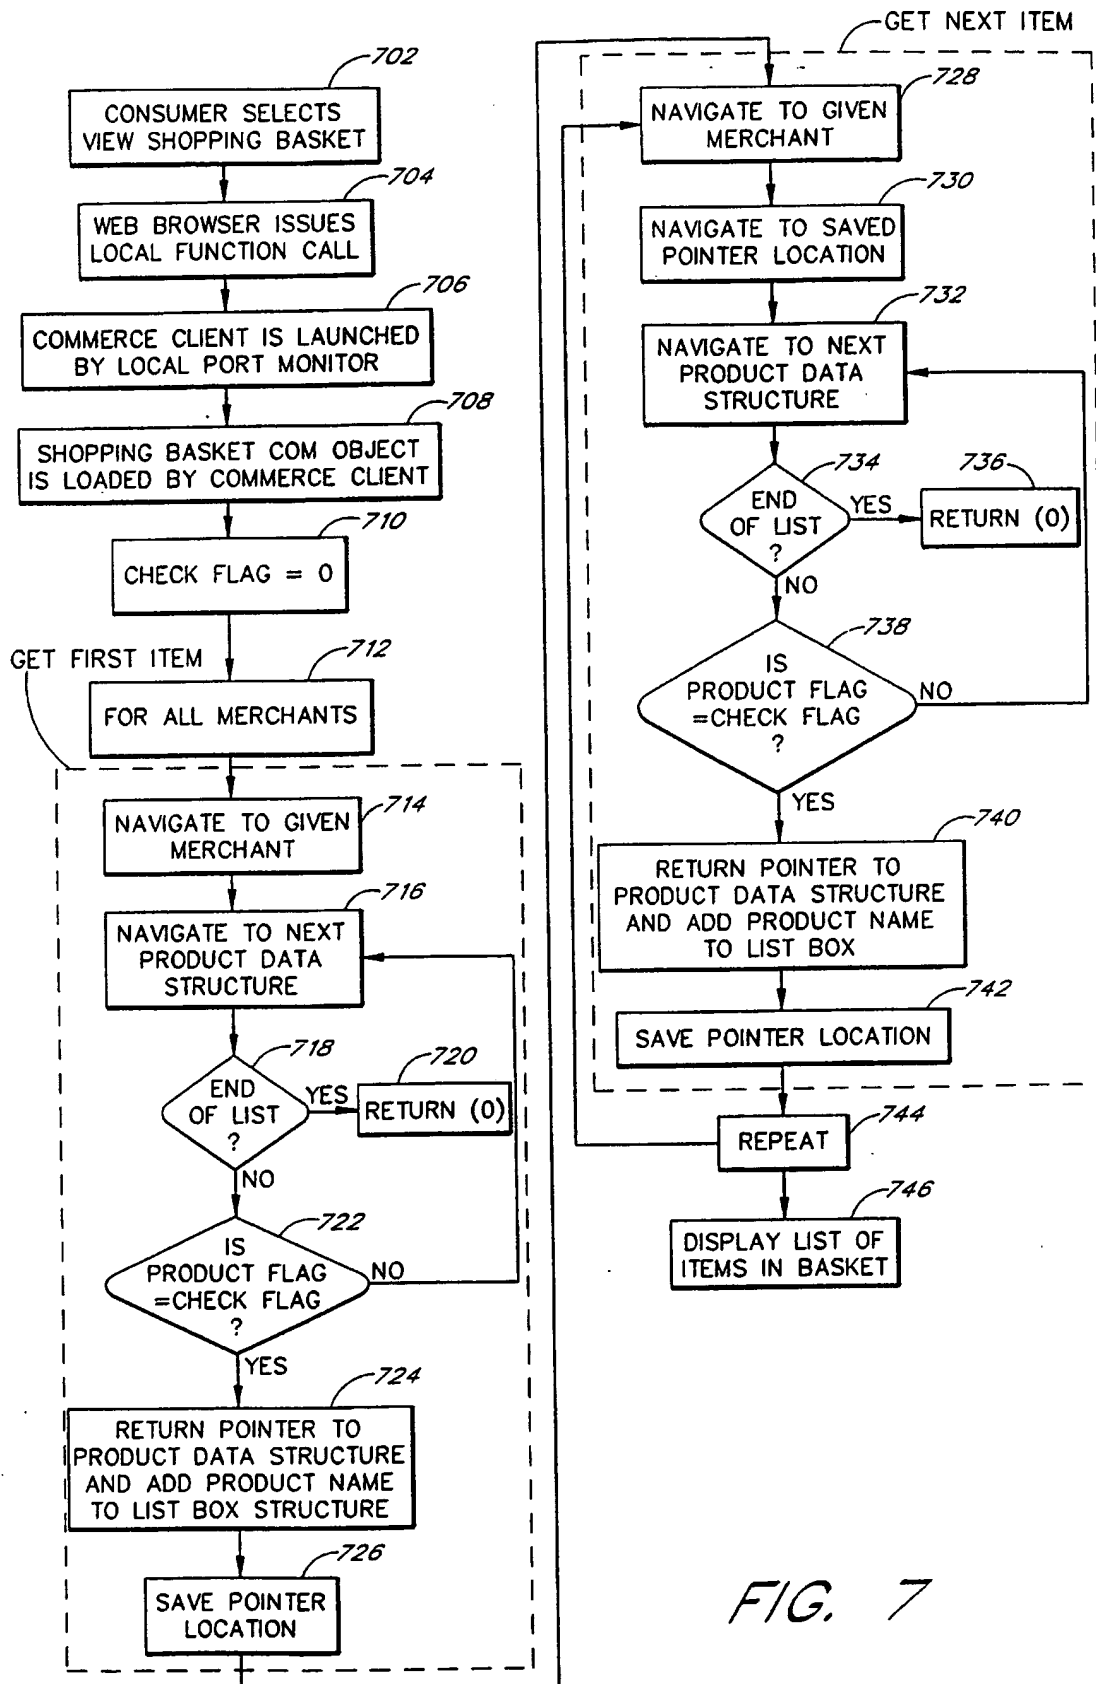 702
CONSUMER SELECTS
VIEW SHOPPING BASKET
704
WEB BROWSER ISSUES
LOCAL FUNCTION CALL
706
COMMERCE CLIENT IS LAUNCHED
BY LOCAL PORT MONITOR
708
SHOPPING BASKET COM OBJECT
IS LOADED BY COMMERCE CLIENT
710
CHECK FLAG = 0
GET FIRST ITEM
712
FOR ALL MERCHANTS
714
NAVIGATE TO GIVEN
MERCHANT
716
NAVIGATE TO NEXT
PRODUCT DATA
STRUCTURE
718
END
OF LIST
?
YES
720
RETURN (0)
NO
722
IS
PRODUCT FLAG
=CHECK FLAG
?
NO
YES
724
RETURN POINTER TO
PRODUCT DATA STRUCTURE
AND ADD PRODUCT NAME
TO LIST BOX STRUCTURE
726
SAVE POINTER
LOCATION
GET NEXT ITEM
728
NAVIGATE TO GIVEN
MERCHANT
730
NAVIGATE TO SAVED
POINTER LOCATION
732
NAVIGATE TO NEXT
PRODUCT DATA
STRUCTURE
734
END
OF LIST
?
YES
736
RETURN (0)
NO
738
IS
PRODUCT FLAG
=CHECK FLAG
?
NO
YES
740
RETURN POINTER TO
PRODUCT DATA STRUCTURE
AND ADD PRODUCT NAME
TO LIST BOX
742
SAVE POINTER LOCATION
744
REPEAT
746
DISPLAY LIST OF
ITEMS IN BASKET
FIG. 7